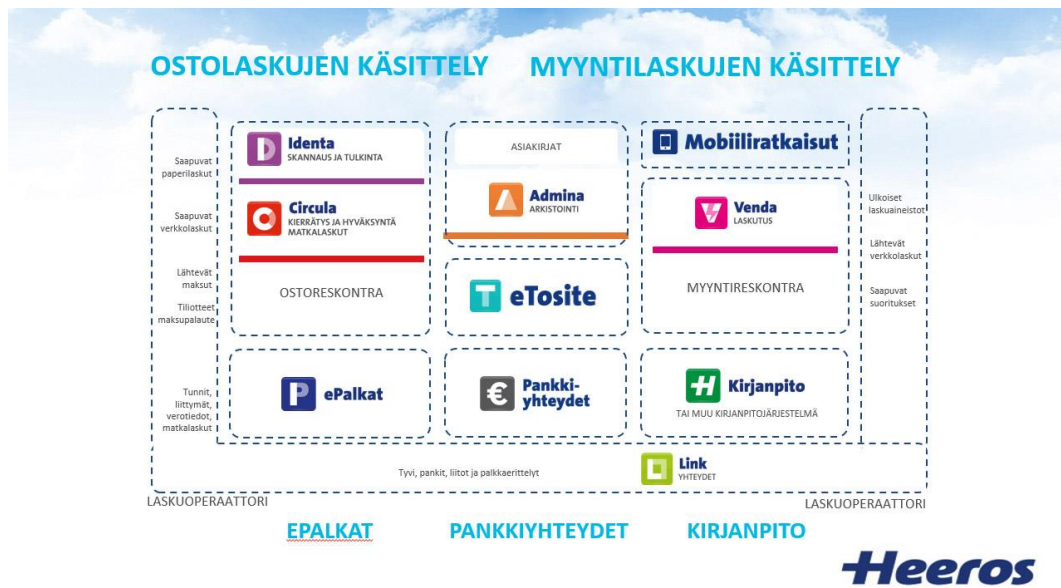 OSTOLASKUJEN KÄSITTELY
MYYNTILASKUJEN KÄSITTELY
Saapuvat
paperilaskut
Saapuvat
verkkolaskut
Lähtevät
maksut
Tiliotteet
maksupalaute
Tunnit,
liittymät,
verotiedot,
matkalaskut
Identa
SKANNAUS JA TULKINTA
Circula
KIERRÄTYS JA HYVÄKSYNTÄ
MATKALASKUT
OSTORESKONTRA
ASIAKIRJAT
Admina
ARKISTOINTI
eTosite
Mobiiliratkaisut
Venda
LASKUTUS
MYYNTIRESKONTRA
Ulkoiset
laskuaineistot
Lähtevät
verkkolaskut
Saapuvat
suoritukset
ePalkat
Pankki-
yhteydet
Kirjanpito
TAI MUU KIRJANPITOJÄRJESTELMÄ
Tyvi, pankit, liitot ja palkkaerittelyt
Link
YHTEYDET
LASKUOPERAATTORI
LASKUOPERAATTORI
EPALKAT
PANKKIYHTEYDET
KIRJANPITO
Heeros